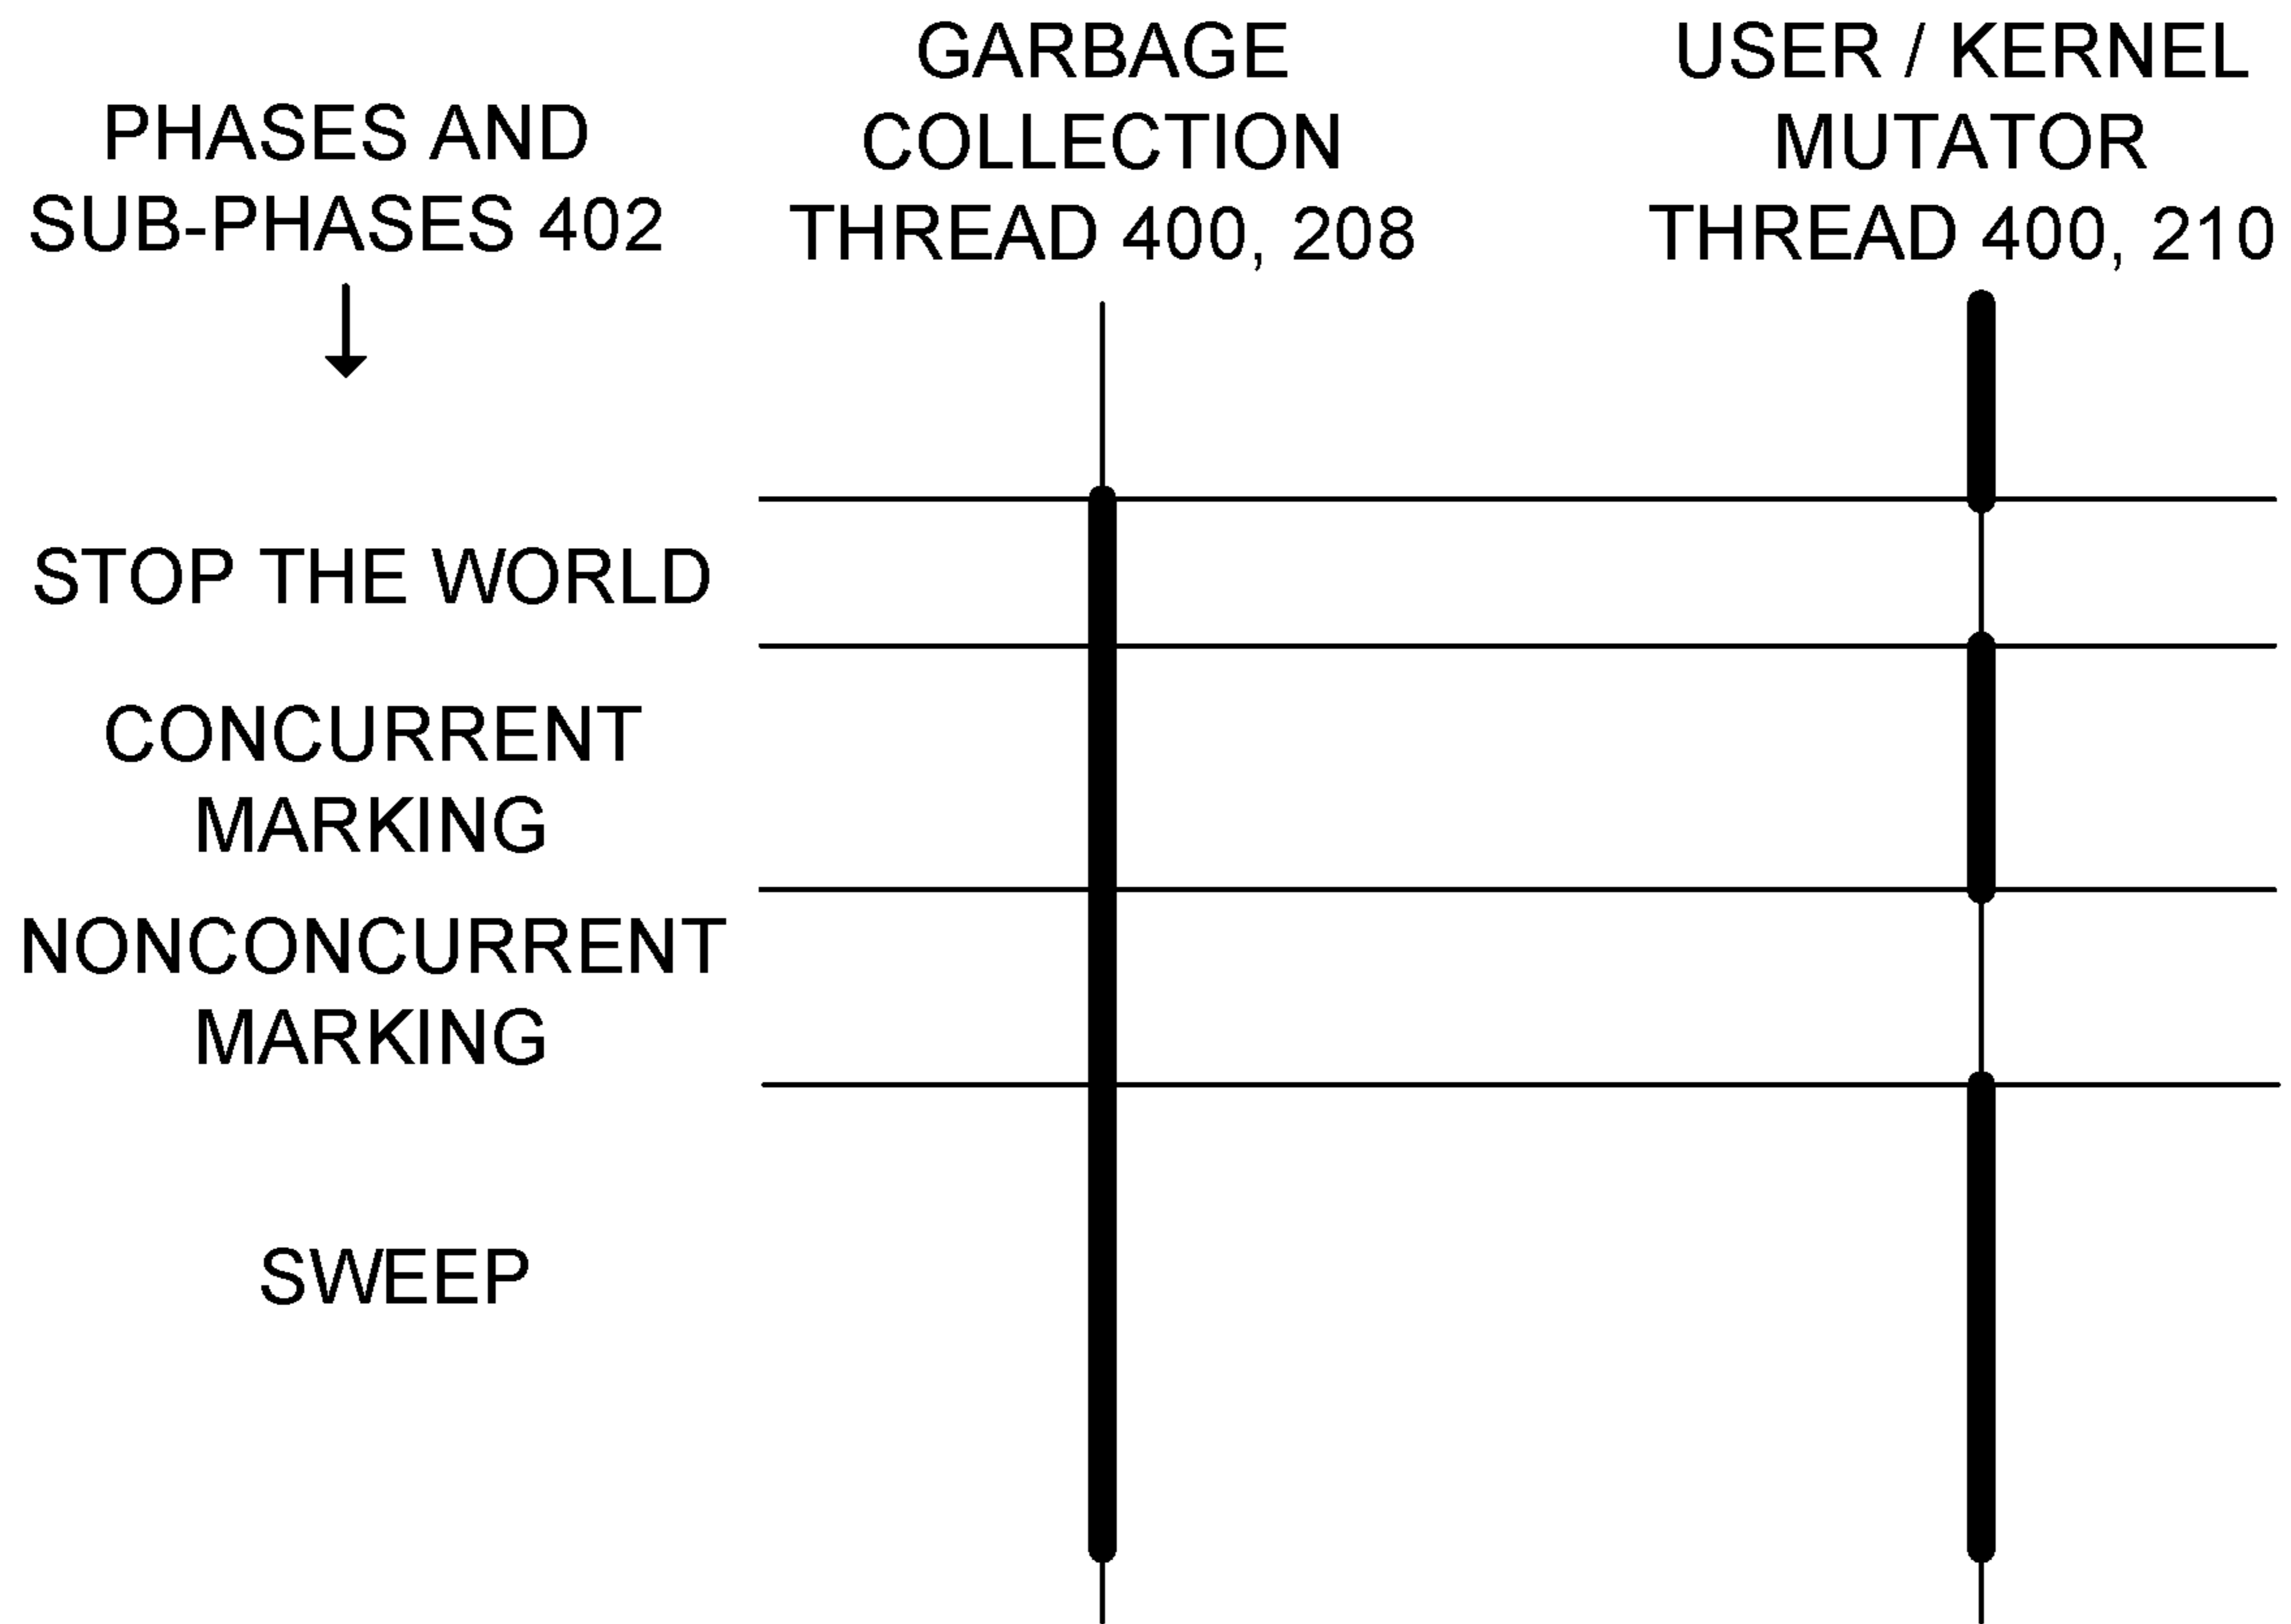 PHASES AND
SUB-PHASES 402
GARBAGE
COLLECTION
THREAD 400, 208
USER / KERNEL
MUTATOR
THREAD 400, 210
STOP THE WORLD
CONCURRENT
MARKING
NONCONCURRENT
MARKING
SWEEP